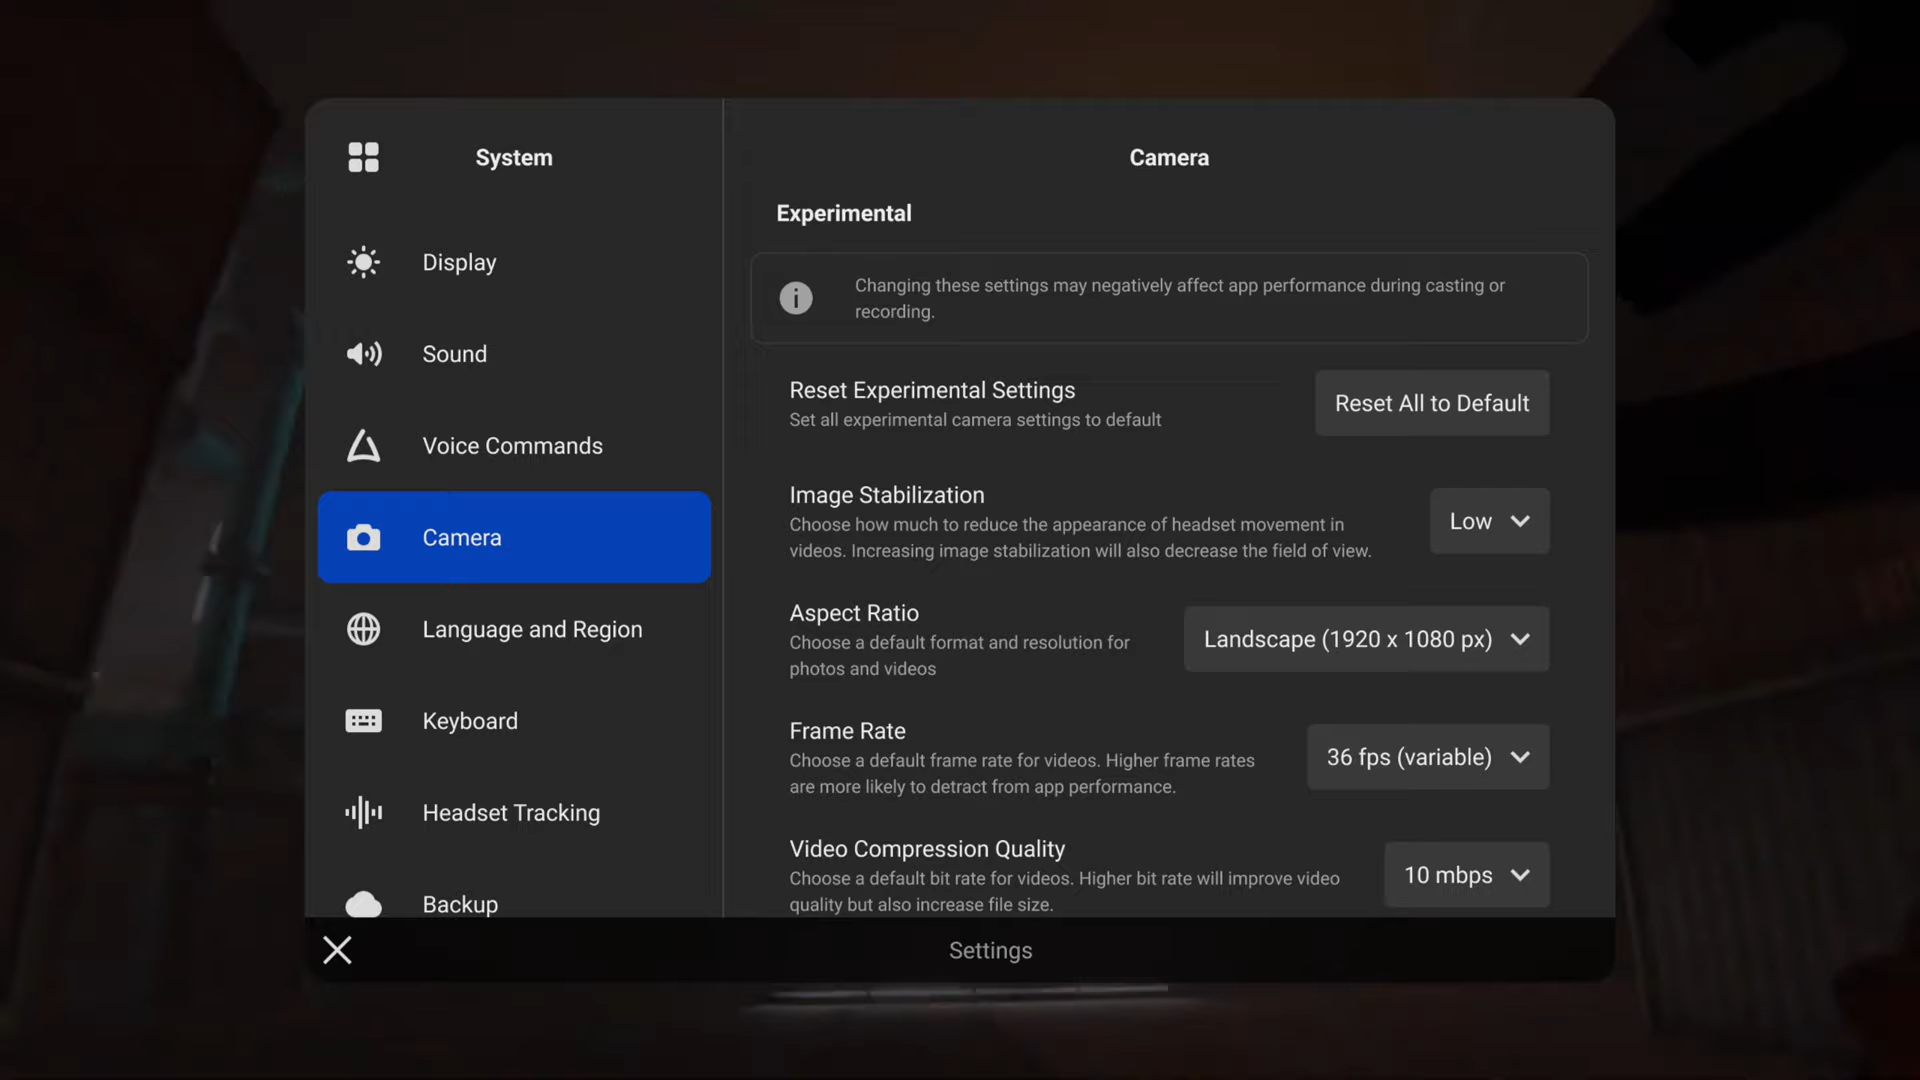 System
Display
Sound
Voice Commands
Camera
Language and Region
Keyboard
Headset Tracking
Backup
Camera
Experimental
Changing these settings may negatively affect app performance during casting or
recording.
Reset Experimental Settings
Set all experimental camera settings to default
Reset All to Default
Image Stabilization
Choose how much to reduce the appearance of headset movement in
videos. Increasing image stabilization will also decrease the field of view.
Low
Aspect Ratio
Choose a default format and resolution for
photos and videos
Landscape (1920 x 1080 px)
Frame Rate
Choose a default frame rate for videos. Higher frame rates
are more likely to detract from app performance.
36 fps (variable)
Video Compression Quality
Choose a default bit rate for videos. Higher bit rate will improve video
quality but also increase file size.
10 mbps
Settings